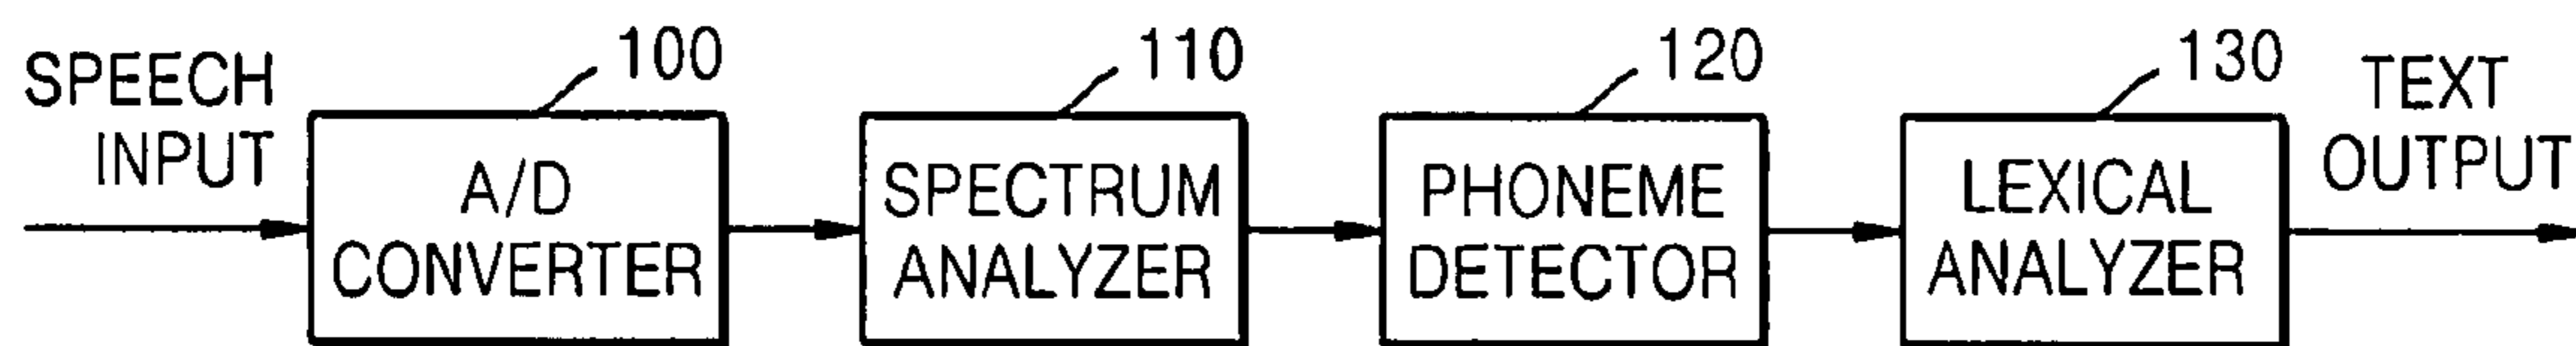 100
110
120
130
SPEECH
INPUT
A/D
CONVERTER
SPECTRUM
ANALYZER
PHONEME
DETECTOR
LEXICAL
ANALYZER
TEXT
OUTPUT